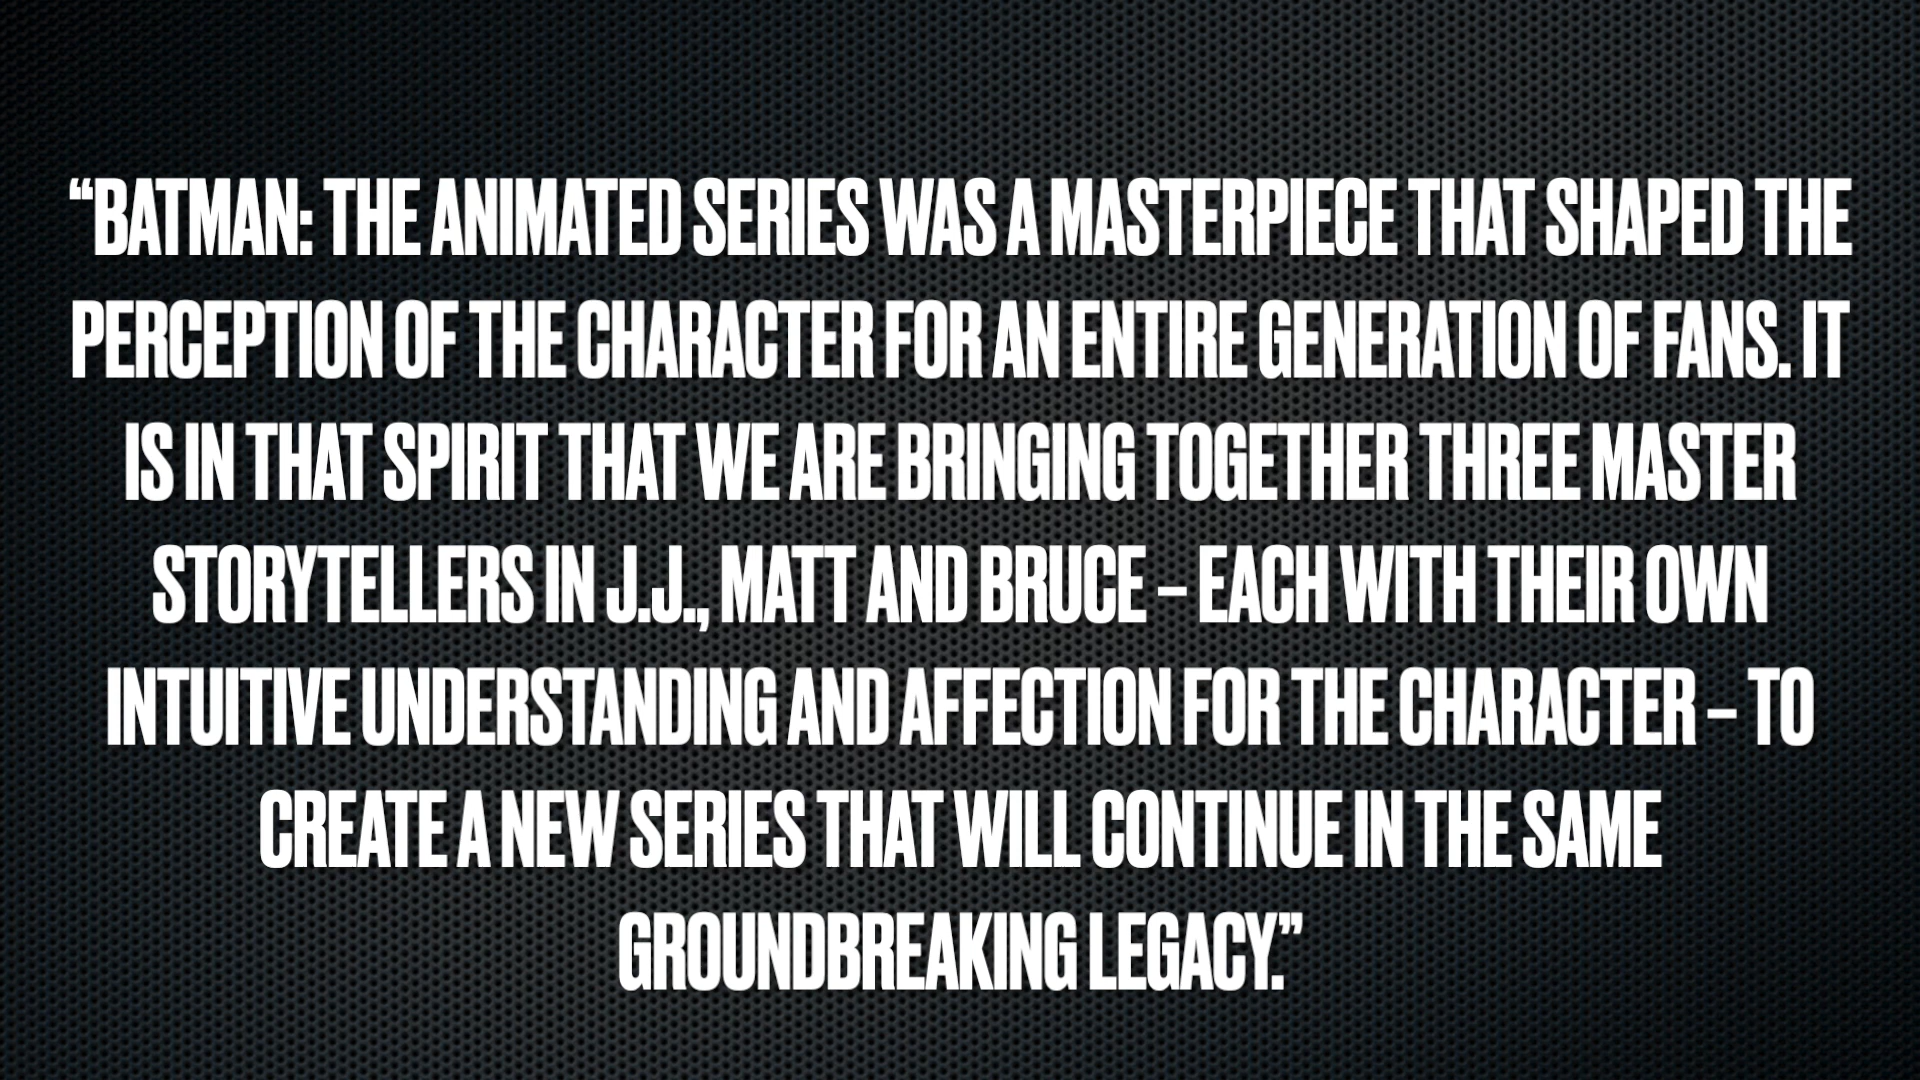 “BATMAN: THE ANIMATED SERIES WAS A MASTERPIECE THAT SHAPED THE
PERCEPTION OF THE CHARACTER FOR AN ENTIRE GENERATION OF FANS. IT
IS IN THAT SPIRIT THAT WE ARE BRINGING TOGETHER THREE MASTER
STORYTELLERS IN J.J., MATT AND BRUCE – EACH WITH THEIR OWN
INTUITIVE UNDERSTANDING AND AFFECTION FOR THE CHARACTER – TO
CREATE A NEW SERIES THAT WILL CONTINUE IN THE SAME
GROUNDBREAKING LEGACY.”